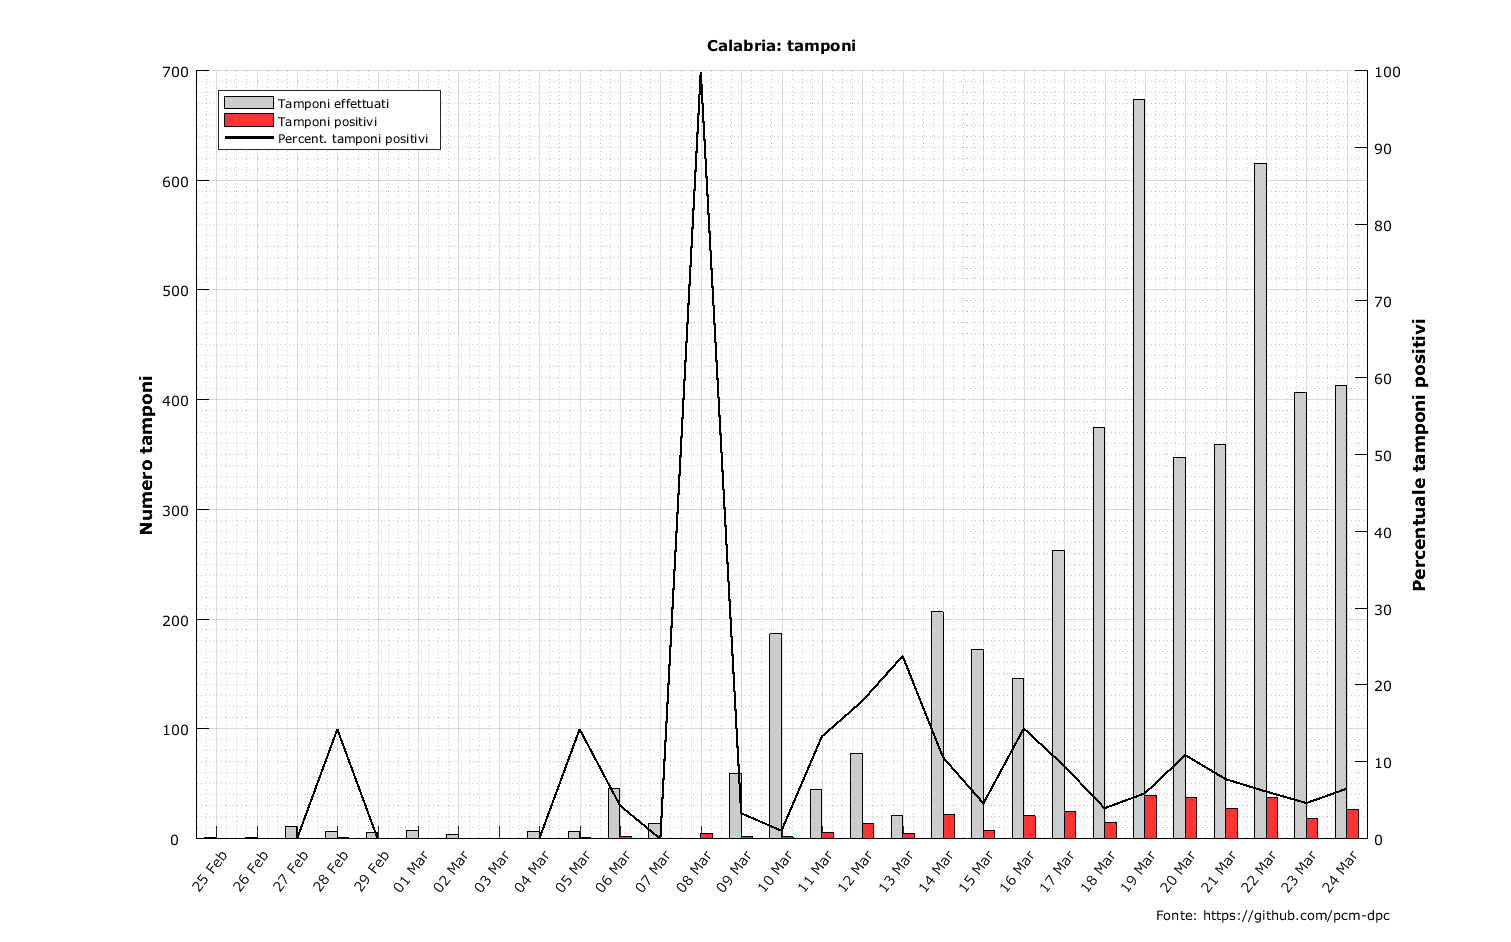 Calabria: tamponi
Tamponi effettuati
Tamponi positivi
Percent. tamponi positivi
Numero tamponi
700
600
500
400
300
200
100
0
Percentuale tamponi positivi
100
90
80
70
60
50
40
30
20
10
0
25 Feb
26 Feb
27 Feb
28 Feb
29 Feb
01 Mar
02 Mar
03 Mar
04 Mar
05 Mar
06 Mar
07 Mar
08 Mar
09 Mar
10 Mar
11 Mar
12 Mar
13 Mar
14 Mar
15 Mar
16 Mar
17 Mar
18 Mar
19 Mar
20 Mar
21 Mar
22 Mar
23 Mar
24 Mar
Fonte: https://github.com/pcm-dpc